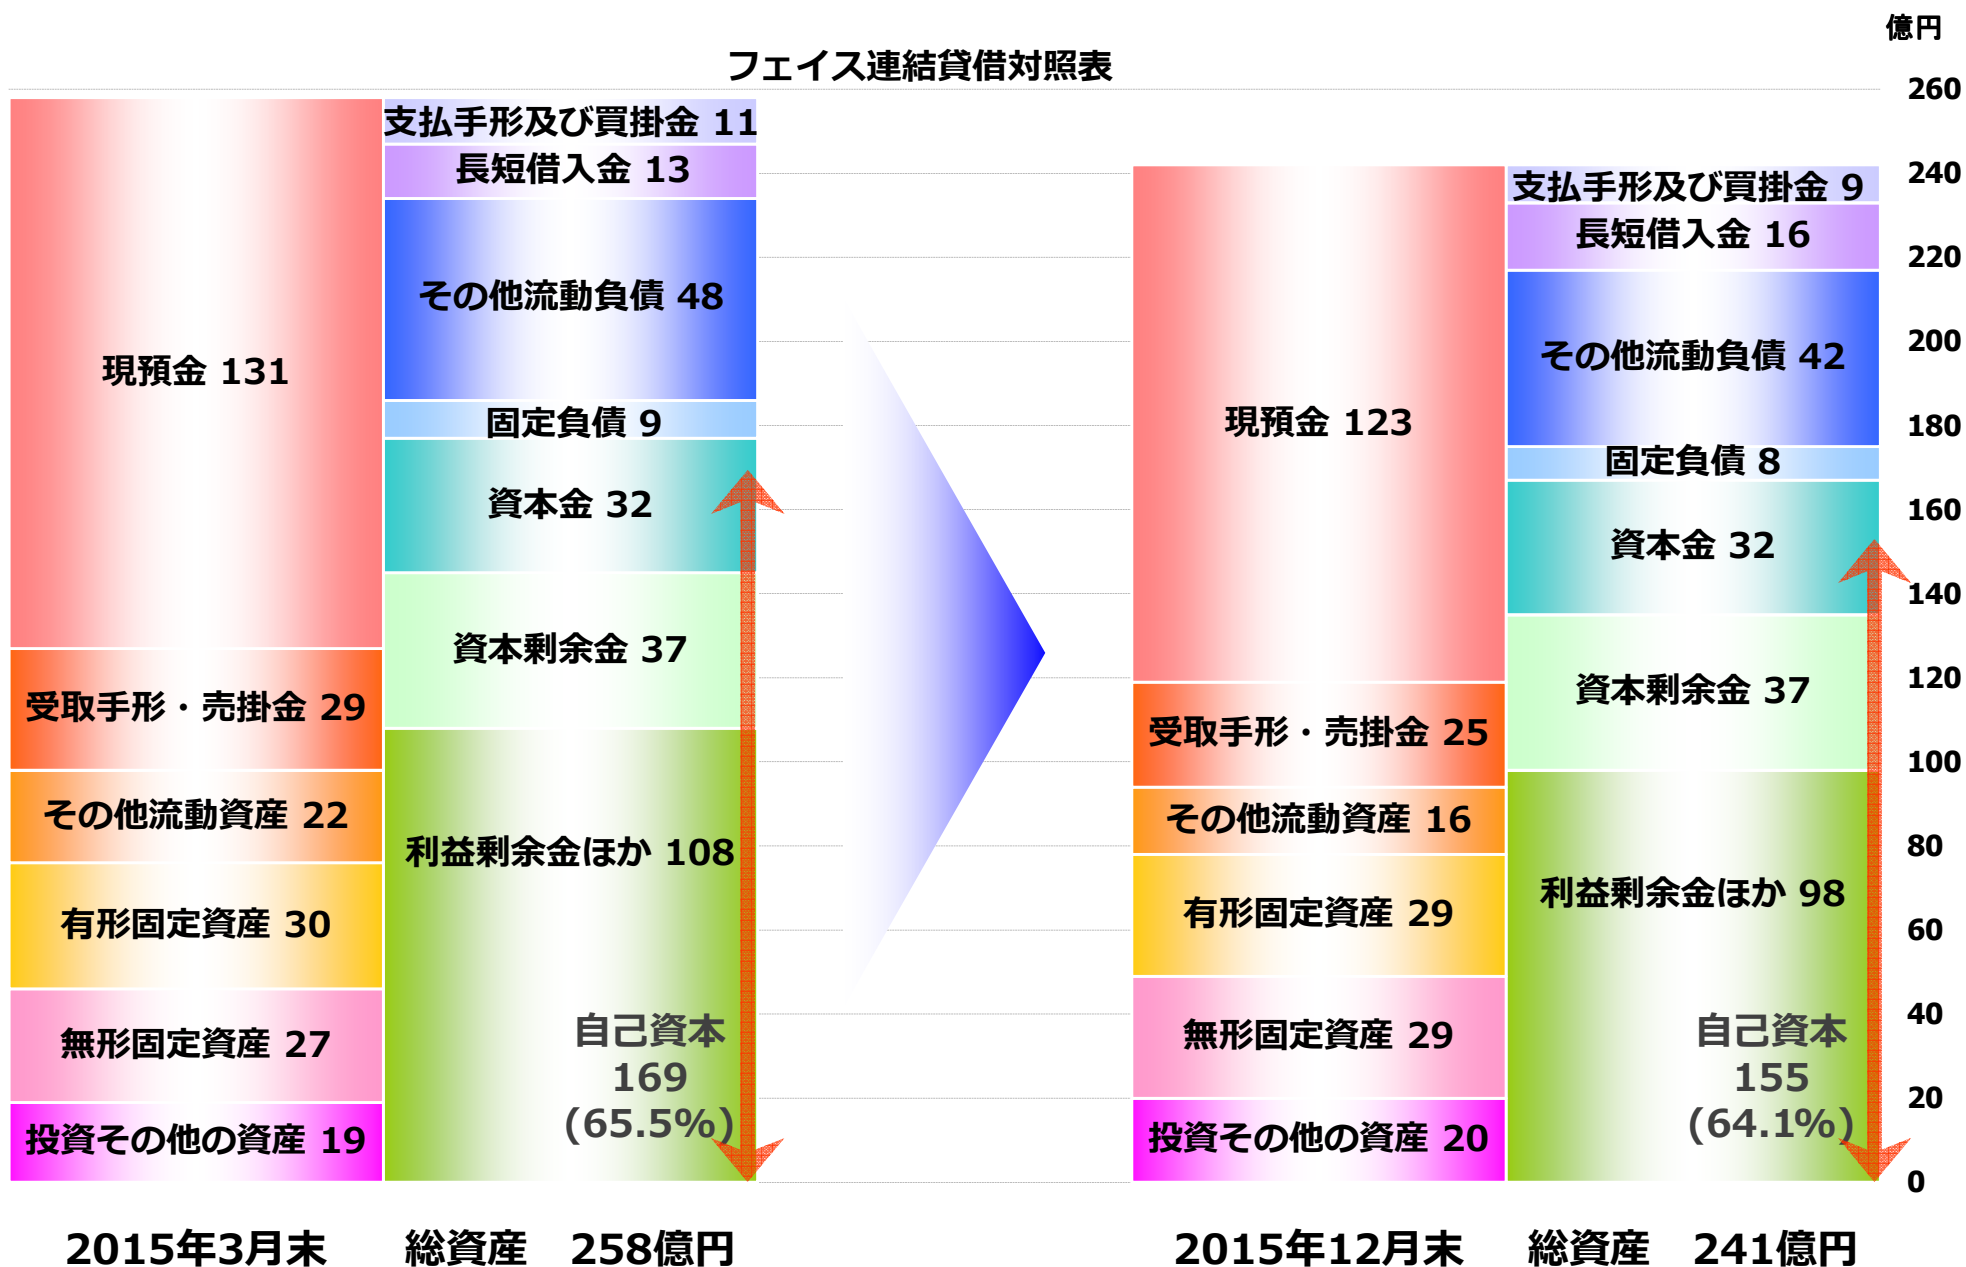 億円
フェイス連結貸借対照表
現預金 131
受取手形・売掛金 29
その他流動資産 22
有形固定資産 30
無形固定資産 27
投資その他の資産 19
支払手形及び買掛金 11
長短借入金 13
その他流動負債 48
固定負債 9
資本金 32
資本剰余金 37
利益剰余金ほか 108
自己資本
169
(65.5%)
現預金 123
受取手形・売掛金 25
その他流動資産 16
有形固定資産 29
無形固定資産 29
投資その他の資産 20
支払手形及び買掛金 9
長短借入金 16
その他流動負債 42
固定負債 8
資本金 32
資本剰余金 37
利益剰余金ほか 98
自己資本
155
(64.1%)
260
240
220
200
180
160
140
120
100
80
60
40
20
0
2015年3月末 総資産 258億円
2015年12月末 総資産 241億円